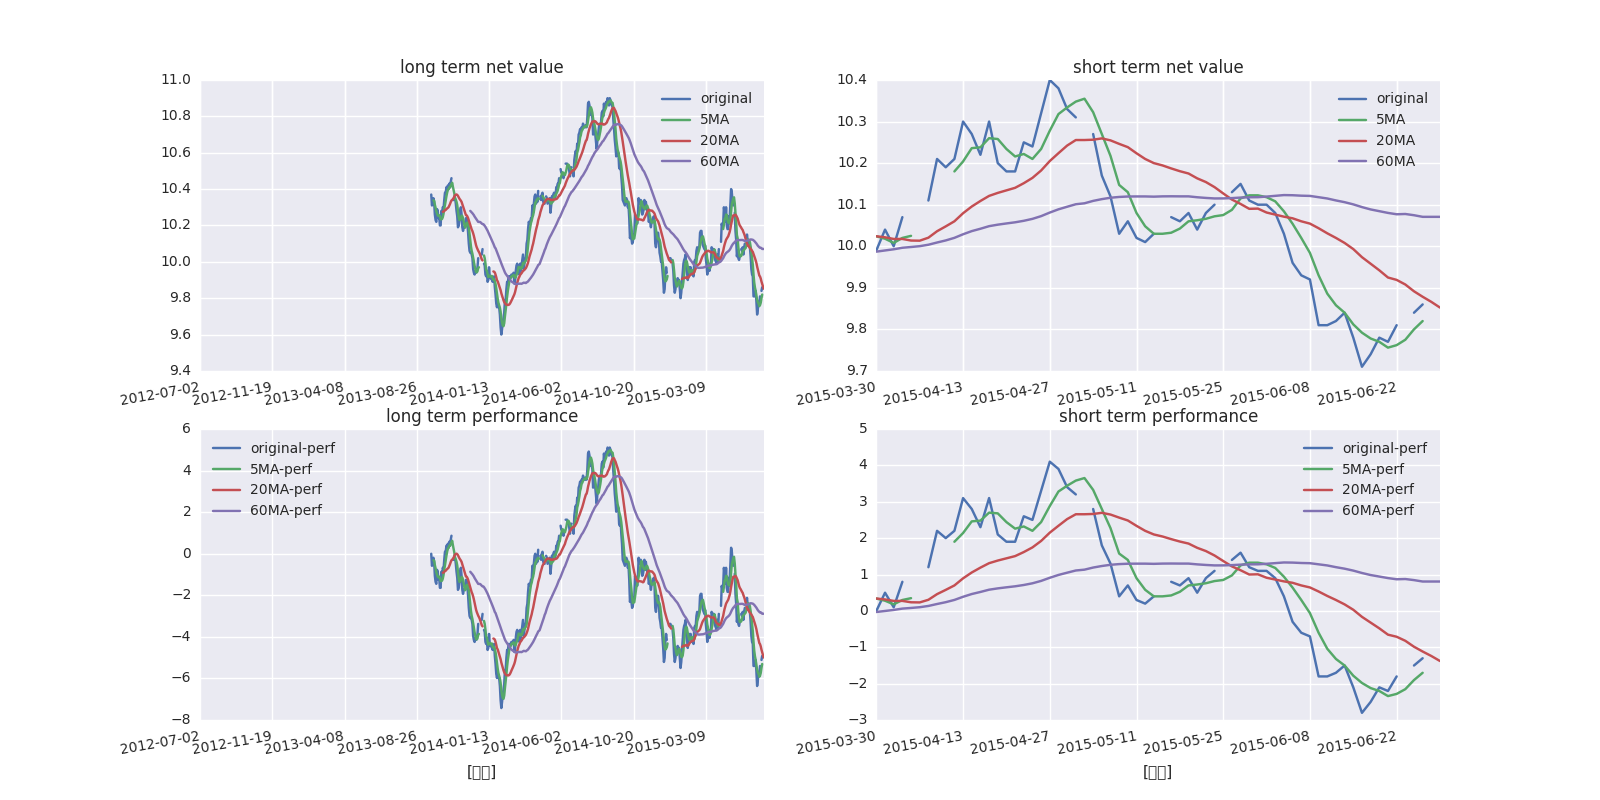 long term net value
11.0
10.8
10.6
10.4
10.2
10.0
9.8
9.6
9.4
original
5MA
20MA
60MA
2012-07-02 2012-11-19 2013-04-08 2013-08-26 2014-01-13 2014-06-02 2014-10-20 2015-03-09
short term net value
10.4
10.3
10.2
10.1
10.0
9.9
9.8
9.7
original
5MA
20MA
60MA
2015-03-30 2015-04-13 2015-04-27 2015-05-11 2015-05-25 2015-06-08 2015-06-22
long term performance
6
4
2
0
−2
−4
−6
−8
original-perf
5MA-perf
20MA-perf
60MA-perf
2012-07-02 2012-11-19 2013-04-08 2013-08-26 2014-01-13 2014-06-02 2014-10-20 2015-03-09
short term performance
5
4
3
2
1
0
−1
−2
−3
original-perf
5MA-perf
20MA-perf
60MA-perf
2015-03-30 2015-04-13 2015-04-27 2015-05-11 2015-05-25 2015-06-08 2015-06-22